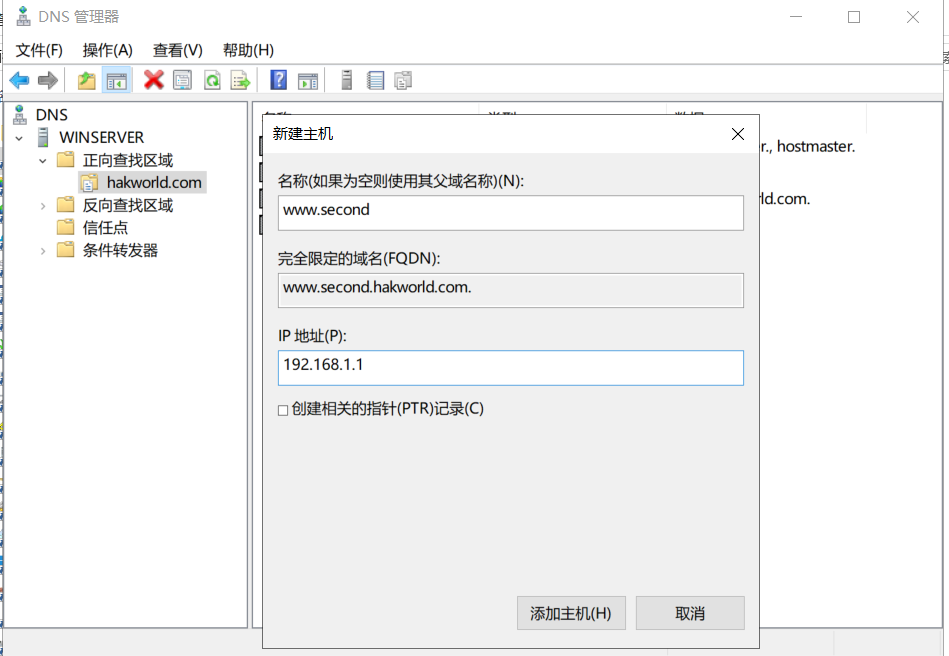 DNS 管理器
文件(F) 操作(A) 查看(V) 帮助(H)
DNS
WINSERVER
正向查找区域
hakworld.com
反向查找区域
信任点
条件转发器
r., hostmaster.
ld.com.
新建主机
名称(如果为空则使用其父域名称)(N):
www.second
完全限定的域名(FQDN):
www.second.hakworld.com.
IP 地址(P):
192.168.1.1
创建相关的指针(PTR)记录(C)
添加主机(H) 取消